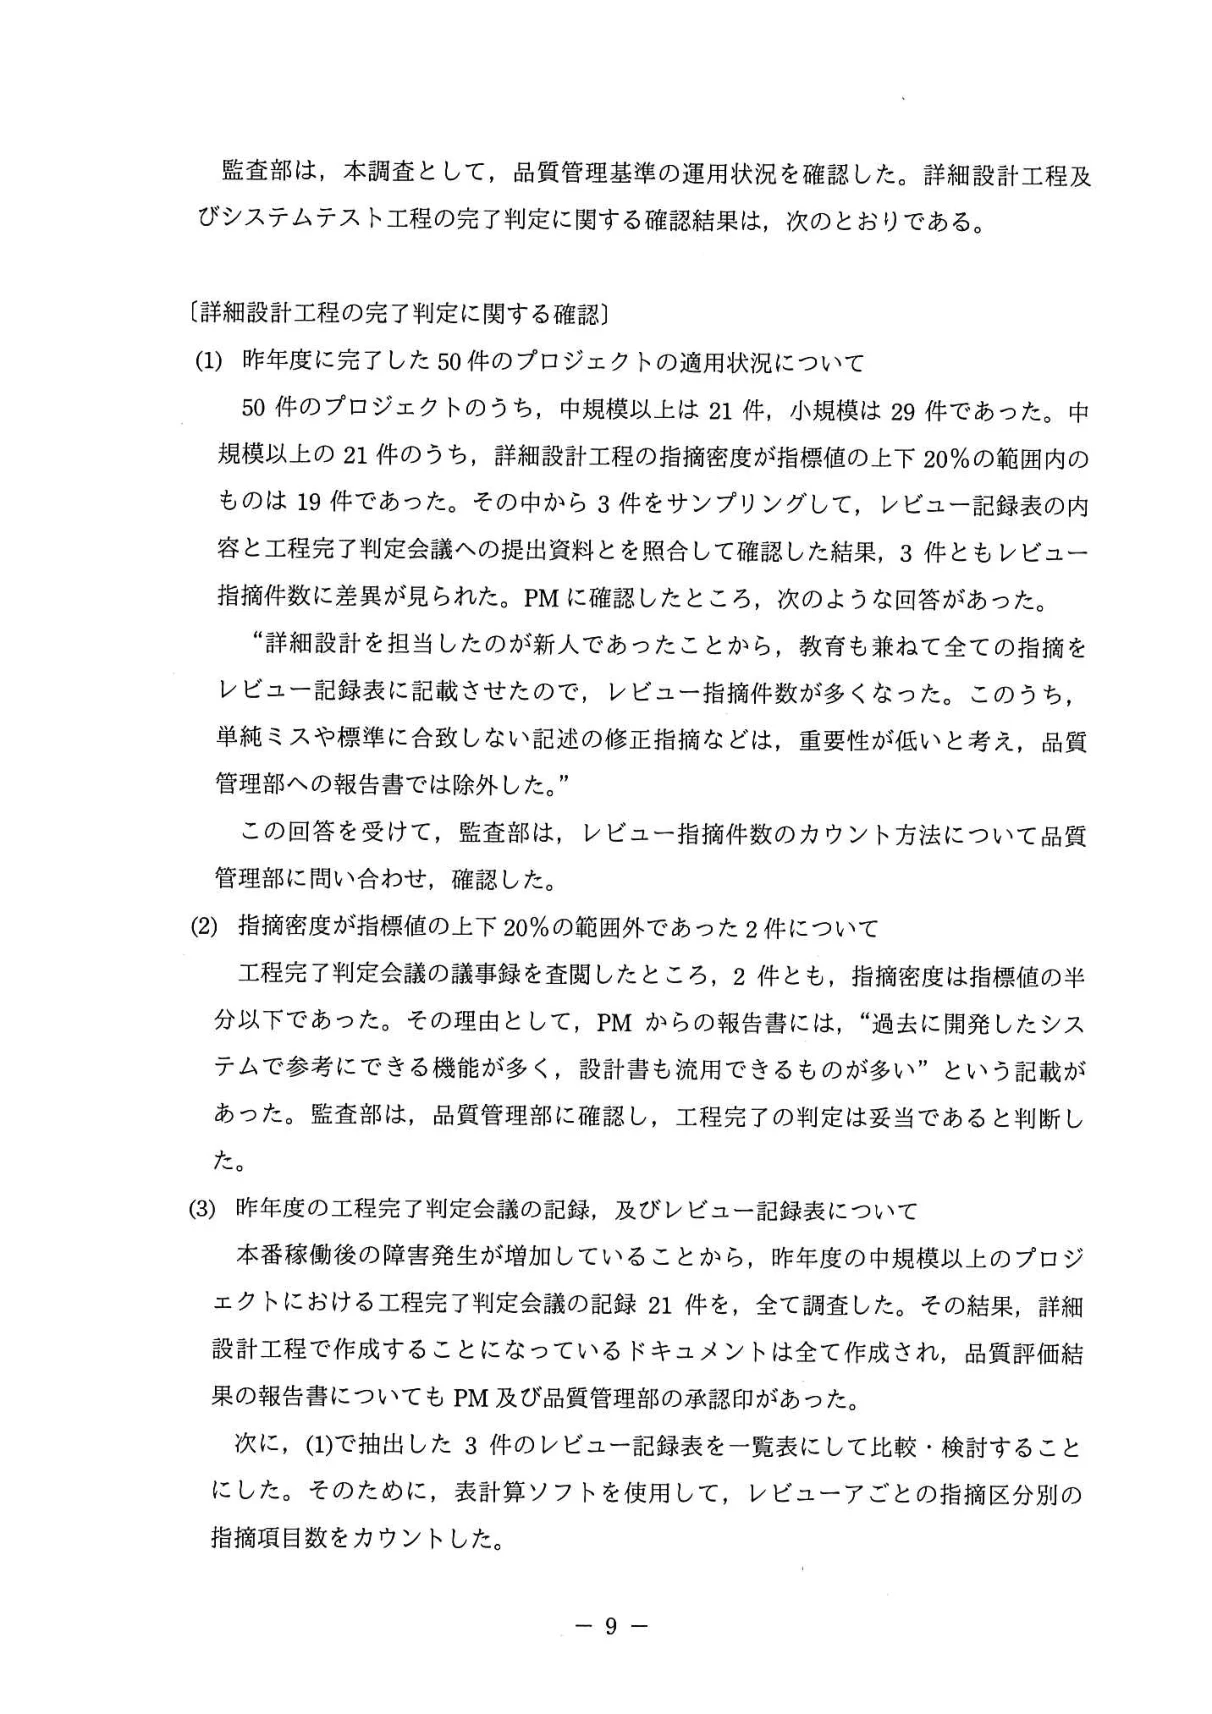 監査部は，本調査として，品質管理基準の運用状況を確認した。詳細設計工程及
びシステムテスト工程の完了判定に関する確認結果は，次のとおりである。
〔詳細設計工程の完了判定に関する確認〕
(1) 昨年度に完了した 50 件のプロジェクトの適用状況について
50 件のプロジェクトのうち，中規模以上は 21 件，小規模は 29 件であった。中
規模以上の 21 件のうち，詳細設計工程の指摘密度が指標値の上下 20％の範囲内の
ものは 19 件であった。その中から 3 件をサンプリングして，レビュー記録表の内
容と工程完了判定会議への提出資料とを照合して確認した結果，3 件ともレビュー
指摘件数に差異が見られた。PM に確認したところ，次のような回答があった。
“詳細設計を担当したのが新人であったことから，教育も兼ねて全ての指摘を
レビュー記録表に記載させたので，レビュー指摘件数が多くなった。このうち，
単純ミスや標準に合致しない記述の修正指摘などは，重要性が低いと考え，品質
管理部への報告書では除外した。”
この回答を受けて，監査部は，レビュー指摘件数のカウント方法について品質
管理部に問い合わせ，確認した。
(2) 指摘密度が指標値の上下 20％の範囲外であった 2 件について
工程完了判定会議の議事録を査閲したところ，2 件とも，指摘密度は指標値の半
分以下であった。その理由として，PM からの報告書には，“過去に開発したシス
テムで参考にできる機能が多く，設計書も流用できるものが多い” という記載が
あった。監査部は，品質管理部に確認し，工程完了の判定は妥当であると判断し
た。
(3) 昨年度の工程完了判定会議の記録，及びレビュー記録表について
本番稼働後の障害発生が増加していることから，昨年度の中規模以上のプロジ
ェクトにおける工程完了判定会議の記録 21 件を，全て調査した。その結果，詳細
設計工程で作成することになっているドキュメントは全て作成され，品質評価結
果の報告書についても PM 及び品質管理部の承認印があった。
次に，(1)で抽出した 3 件のレビュー記録表を一覧表にして比較・検討すること
にした。そのために，表計算ソフトを使用して，レビューアごとの指摘区分別の
指摘項目数をカウントした。
－ 9 －